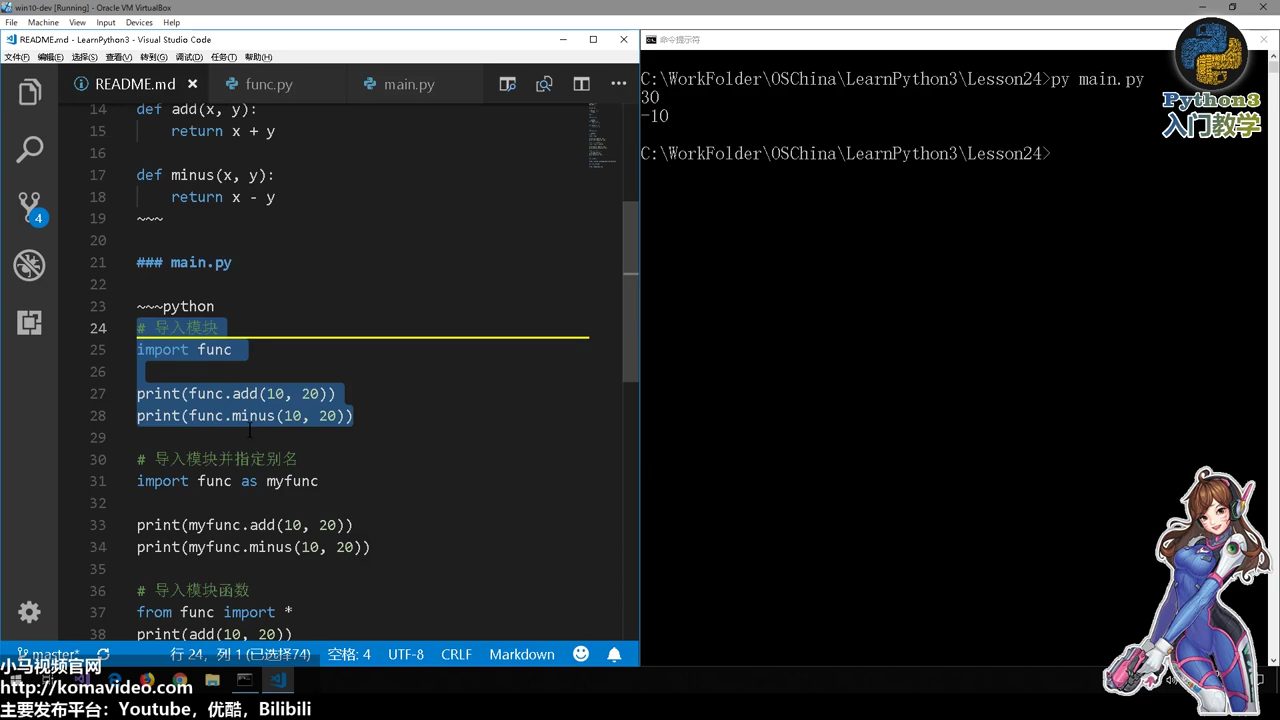 win10-dev [Running] - Oracle VM VirtualBox
File Machine View Input Devices Help
README.md - LearnPython3 - Visual Studio Code
文件(F) 编辑(E) 选择(S) 查看(V) 转到(G) 调试(D) 任务(T) 帮助(H)
README.md
func.py
main.py
14 def add(x, y):
15 return x + y
16
17 def minus(x, y):
18 return x - y
19 ~~~
20
21 ### main.py
22
23 ~~~python
24 # 导入模块
25 import func
26
27 print(func.add(10, 20))
28 print(func.minus(10, 20))
29
30 # 导入模块并指定别名
31 import func as myfunc
32
33 print(myfunc.add(10, 20))
34 print(myfunc.minus(10, 20))
35
36 # 导入模块函数
37 from func import *
38 print(add(10, 20))
4
master* 行 24，列 1 (已选择74) 空格: 4 UTF-8 CRLF Markdown
命令提示符
C:\WorkFolder\OSChina\LearnPython3\Lesson24>py main.py
30
-10
C:\WorkFolder\OSChina\LearnPython3\Lesson24>
Python3
入门教学
小马视频官网
http://komavideo.com
主要发布平台：Youtube，优酷，Bilibili